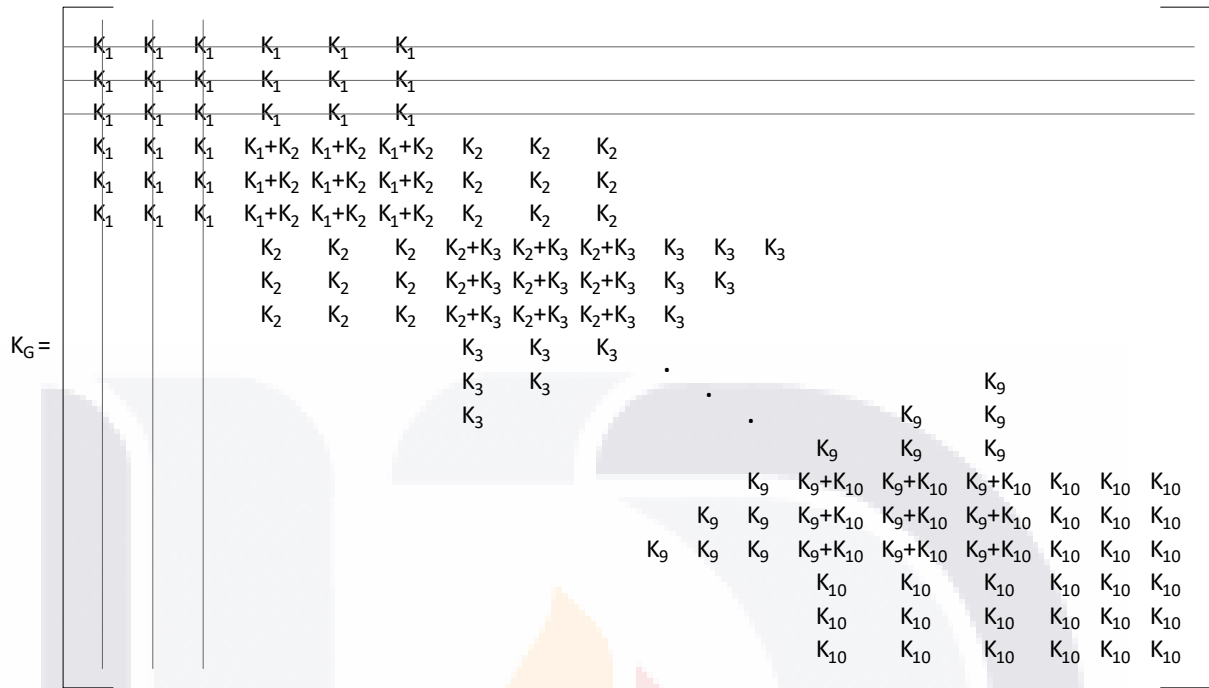 K₁ K₁ K₁ K₁ K₁ K₁
K₁ K₁ K₁ K₁ K₁ K₁
K₁ K₁ K₁ K₁ K₁ K₁
K₁ K₁ K₁ K₁+K₂ K₁+K₂ K₁+K₂ K₂ K₂ K₂
K₁ K₁ K₁ K₁+K₂ K₁+K₂ K₁+K₂ K₂ K₂ K₂
K₁ K₁ K₁ K₁+K₂ K₁+K₂ K₁+K₂ K₂ K₂ K₂
K₂ K₂ K₂ K₂+K₃ K₂+K₃ K₂+K₃ K₃ K₃ K₃
K₂ K₂ K₂ K₂+K₃ K₂+K₃ K₂+K₃ K₃ K₃
K₂ K₂ K₂ K₂+K₃ K₂+K₃ K₂+K₃ K₃
K_G = K₃ K₃ K₃ .
K₃ K₃ . K₉
K₃ . K₉ K₉
K₉ K₉ K₉
K₉ K₉+K₁₀ K₉+K₁₀ K₉+K₁₀ K₁₀ K₁₀ K₁₀
K₉ K₉ K₉+K₁₀ K₉+K₁₀ K₉+K₁₀ K₁₀ K₁₀ K₁₀
K₉ K₉ K₉ K₉+K₁₀ K₉+K₁₀ K₉+K₁₀ K₁₀ K₁₀ K₁₀
K₁₀ K₁₀ K₁₀ K₁₀ K₁₀ K₁₀
K₁₀ K₁₀ K₁₀ K₁₀ K₁₀ K₁₀
K₁₀ K₁₀ K₁₀ K₁₀ K₁₀ K₁₀